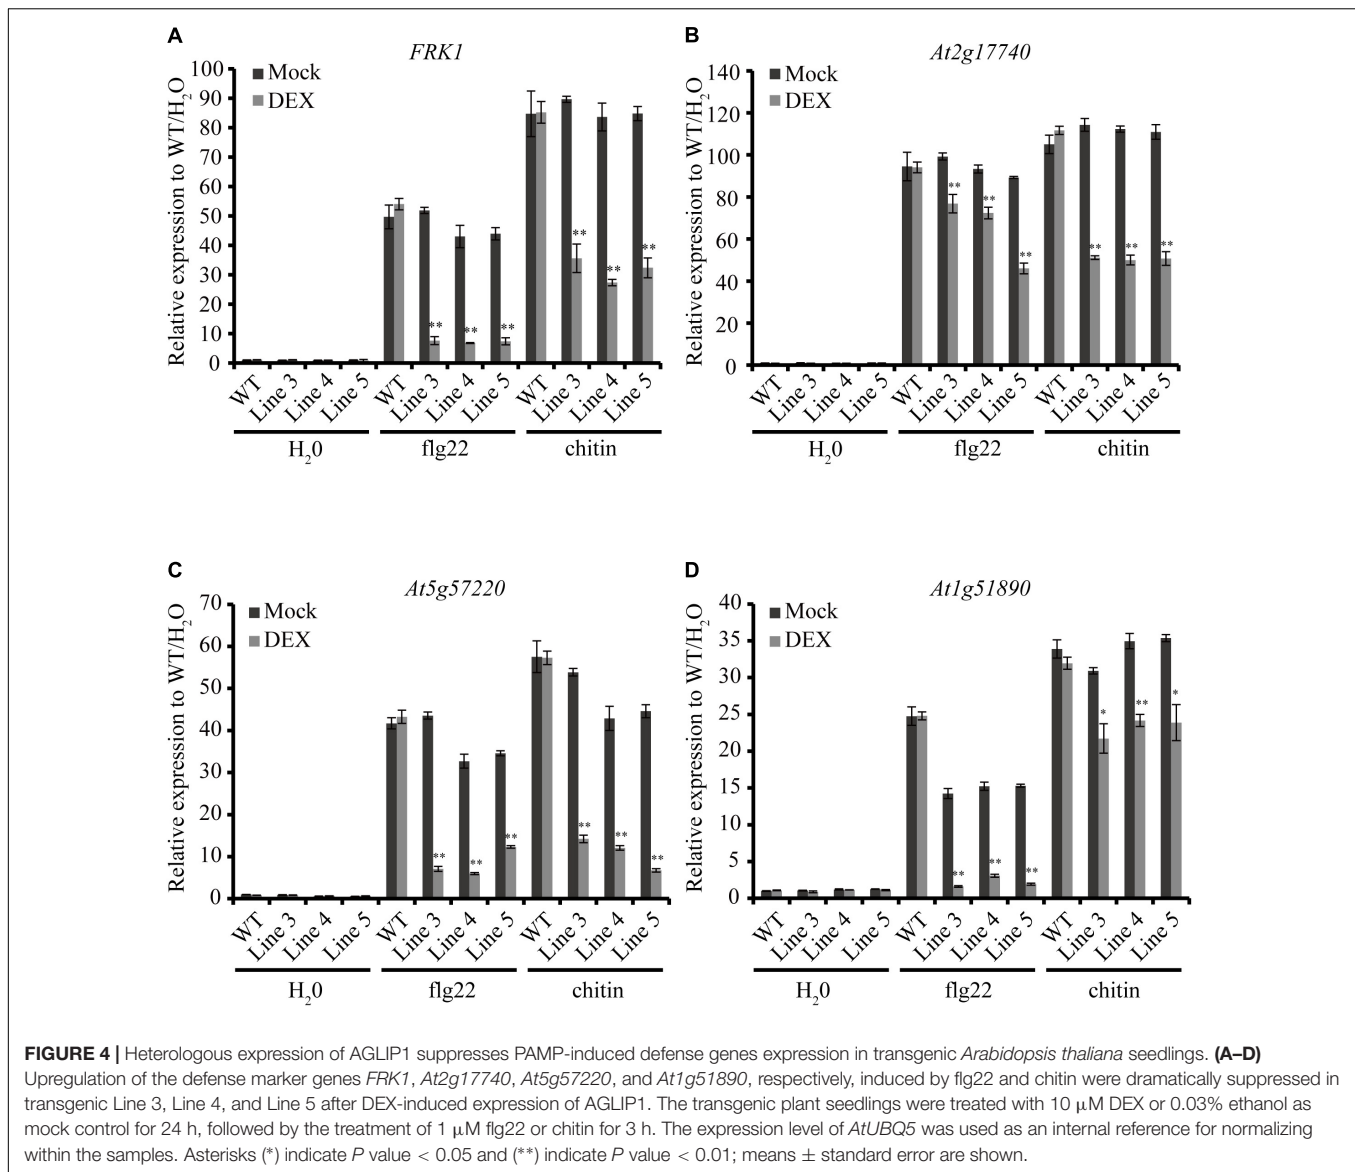 A
FRK1
Relative expression to WT/H₂O
100
90
80
70
60
50
40
30
20
10
0
Mock
DEX
** ** ** ** ** **
WT Line 3 Line 4 Line 5 WT Line 3 Line 4 Line 5 WT Line 3 Line 4 Line 5
H₂0 flg22 chitin
B
At2g17740
Relative expression to WT/H₂O
140
120
100
80
60
40
20
0
Mock
DEX
** ** ** ** ** **
WT Line 3 Line 4 Line 5 WT Line 3 Line 4 Line 5 WT Line 3 Line 4 Line 5
H₂0 flg22 chitin
C
At5g57220
Relative expression to WT/H₂O
70
60
50
40
30
20
10
0
Mock
DEX
** ** ** ** ** **
WT Line 3 Line 4 Line 5 WT Line 3 Line 4 Line 5 WT Line 3 Line 4 Line 5
H₂0 flg22 chitin
D
At1g51890
Relative expression to WT/H₂O
40
35
30
25
20
15
10
5
0
Mock
DEX
** ** ** * ** *
WT Line 3 Line 4 Line 5 WT Line 3 Line 4 Line 5 WT Line 3 Line 4 Line 5
H₂0 flg22 chitin
FIGURE 4 | Heterologous expression of AGLIP1 suppresses PAMP-induced defense genes expression in transgenic Arabidopsis thaliana seedlings. (A–D)
Upregulation of the defense marker genes FRK1, At2g17740, At5g57220, and At1g51890, respectively, induced by flg22 and chitin were dramatically suppressed in
transgenic Line 3, Line 4, and Line 5 after DEX-induced expression of AGLIP1. The transgenic plant seedlings were treated with 10 μM DEX or 0.03% ethanol as
mock control for 24 h, followed by the treatment of 1 μM flg22 or chitin for 3 h. The expression level of AtUBQ5 was used as an internal reference for normalizing
within the samples. Asterisks (*) indicate P value < 0.05 and (**) indicate P value < 0.01; means ± standard error are shown.